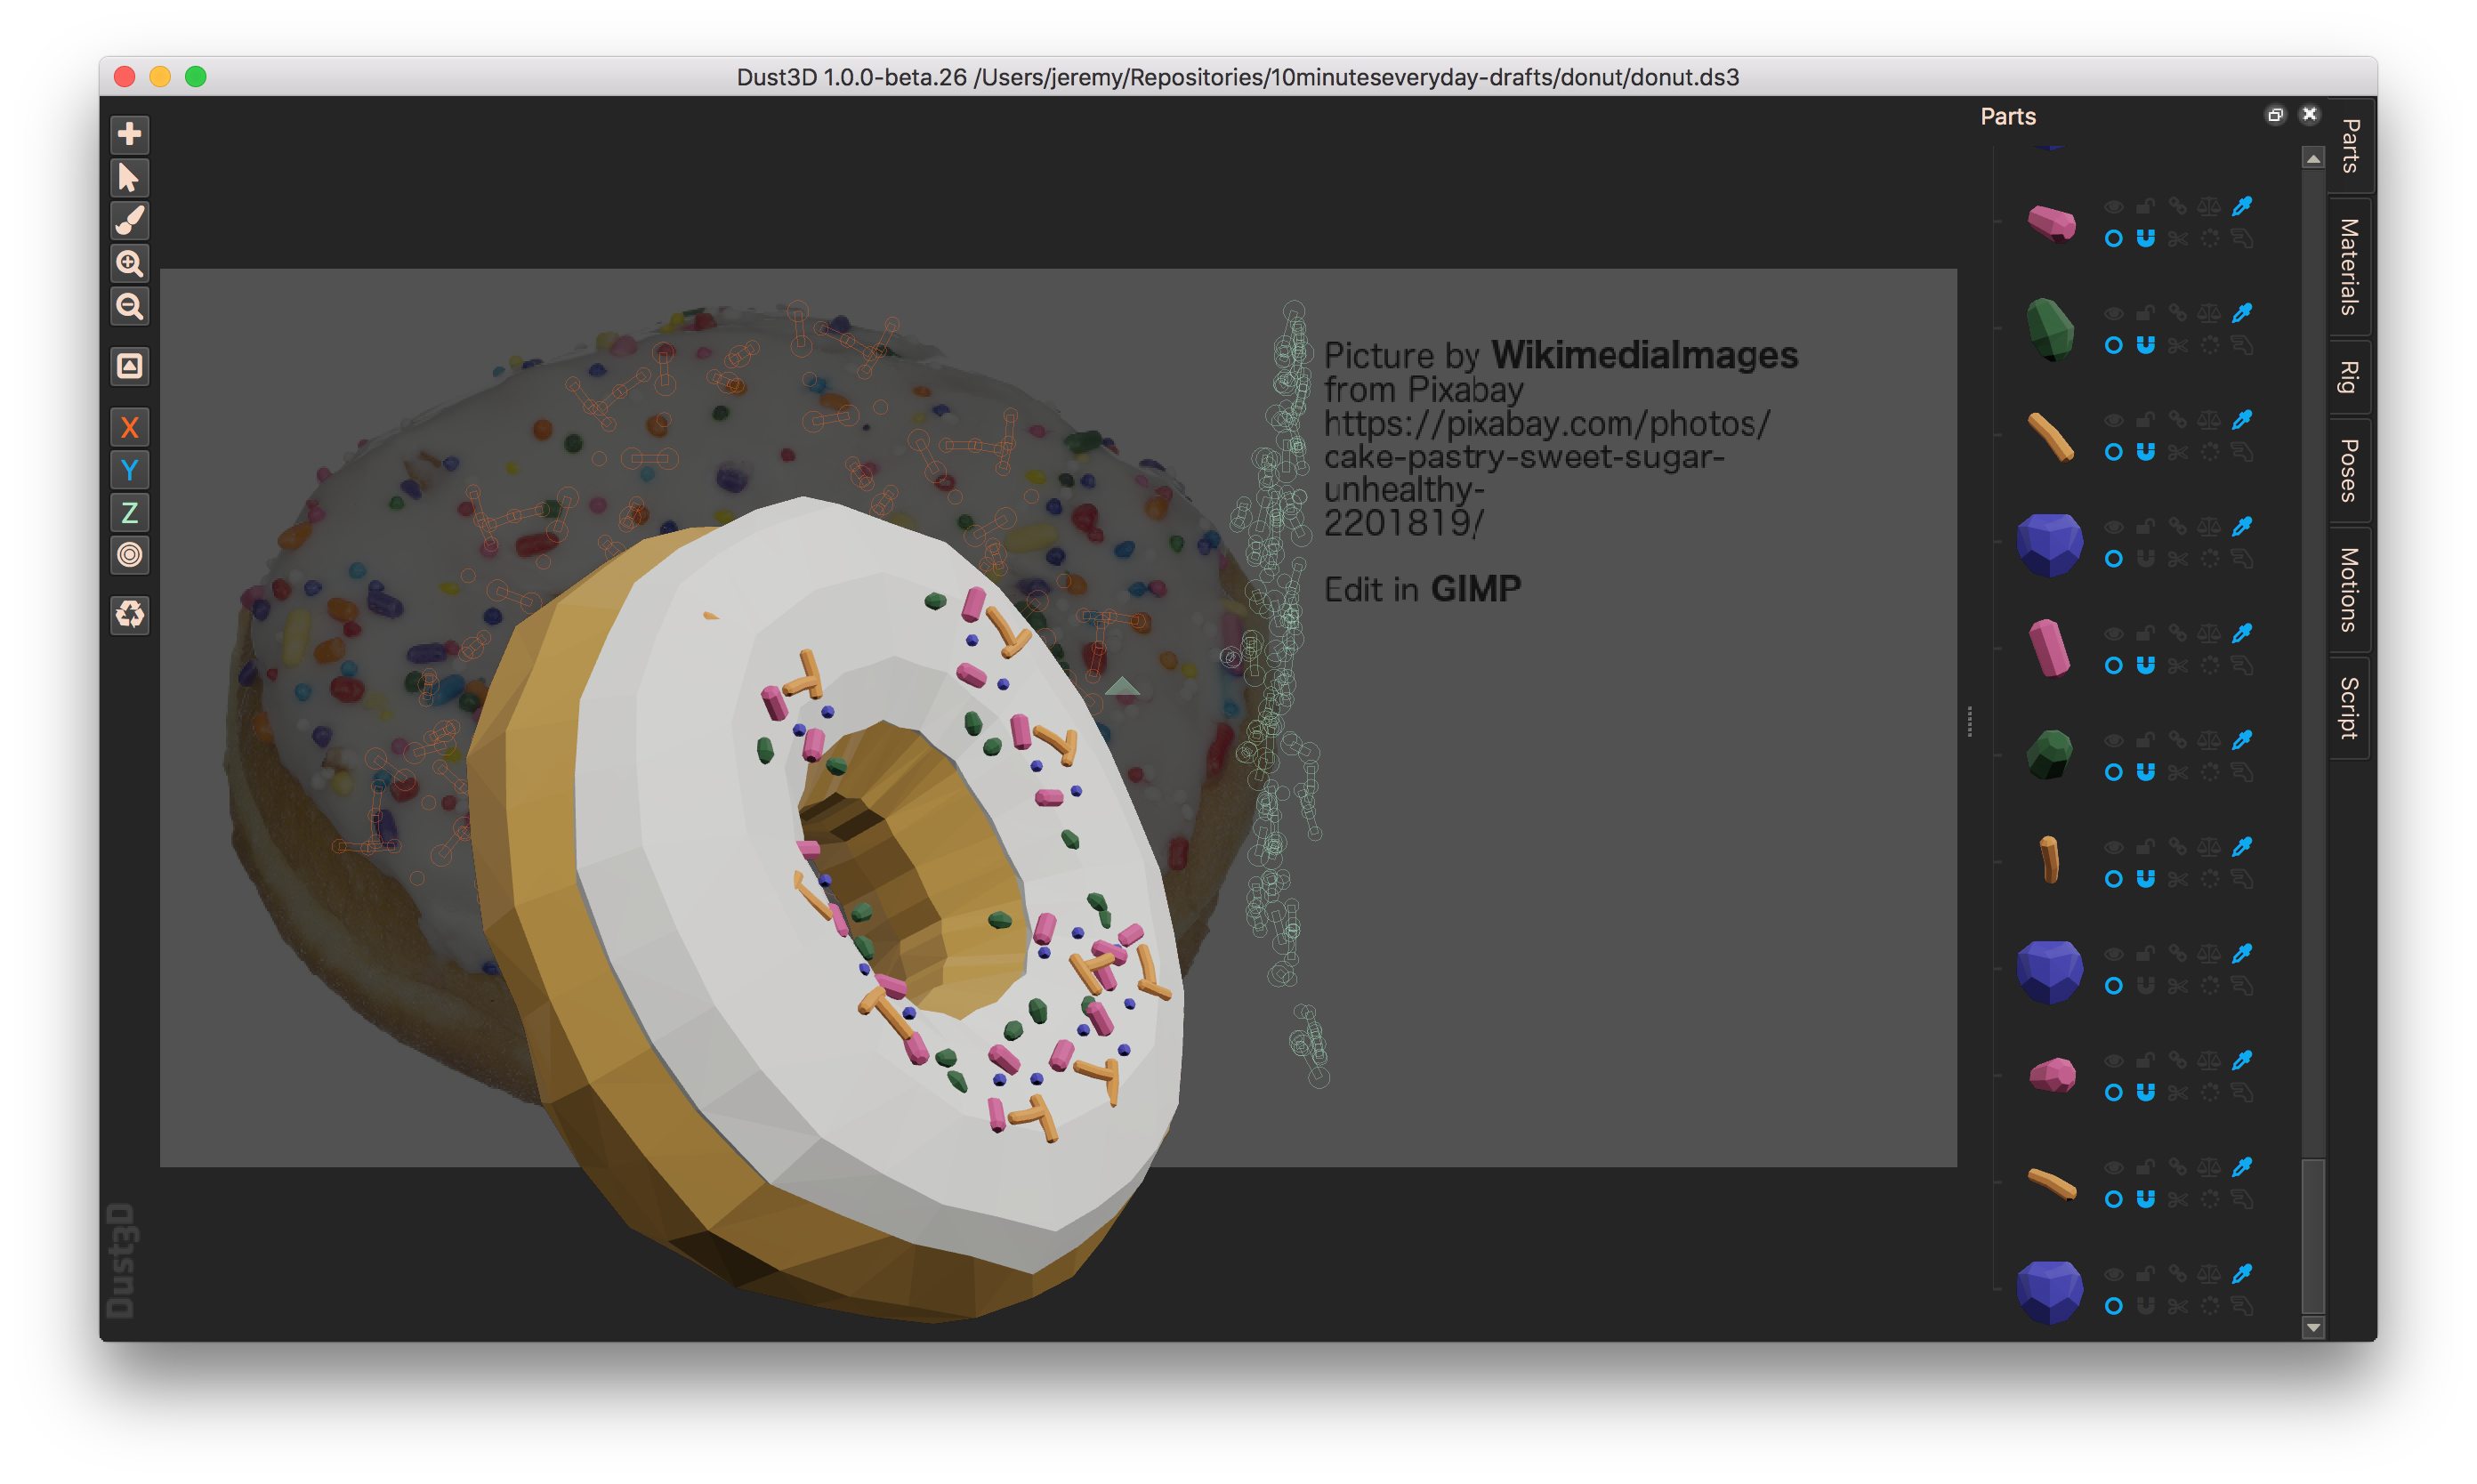 Dust3D 1.0.0-beta.26 /Users/jeremy/Repositories/10minuteseveryday-drafts/donut/donut.ds3
Parts
Parts
Materials
Rig
Poses
Motions
Script
X
Y
Z
Picture by WikimediaImages
from Pixabay
https://pixabay.com/photos/
cake-pastry-sweet-sugar-
unhealthy-
2201819/
Edit in GIMP
Dust3D